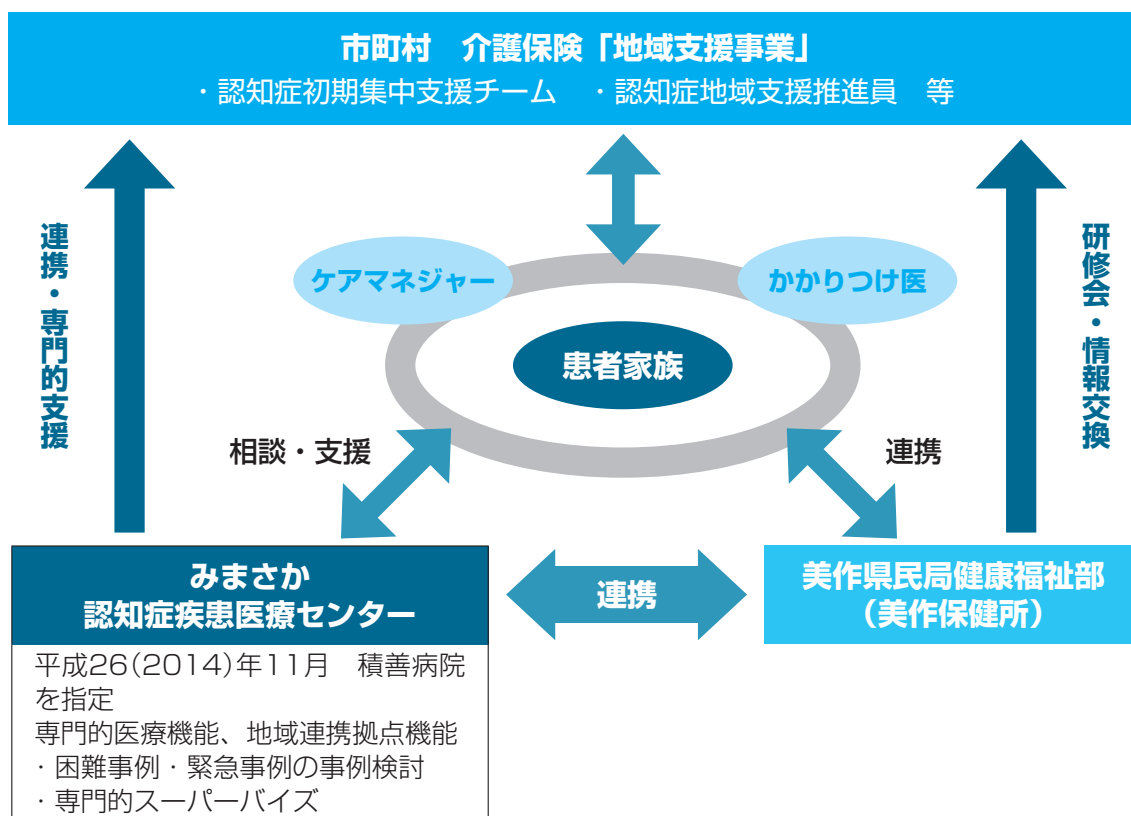 市町村　介護保険「地域支援事業」
・認知症初期集中支援チーム　・認知症地域支援推進員　等
連携・専門的支援
研修会・情報交換
ケアマネジャー
かかりつけ医
患者家族
相談・支援
連携
みまさか
認知症疾患医療センター
連携
美作県民局健康福祉部
（美作保健所）
平成26(2014)年11月　積善病院
を指定
専門的医療機能、地域連携拠点機能
・困難事例・緊急事例の事例検討
・専門的スーパーバイズ